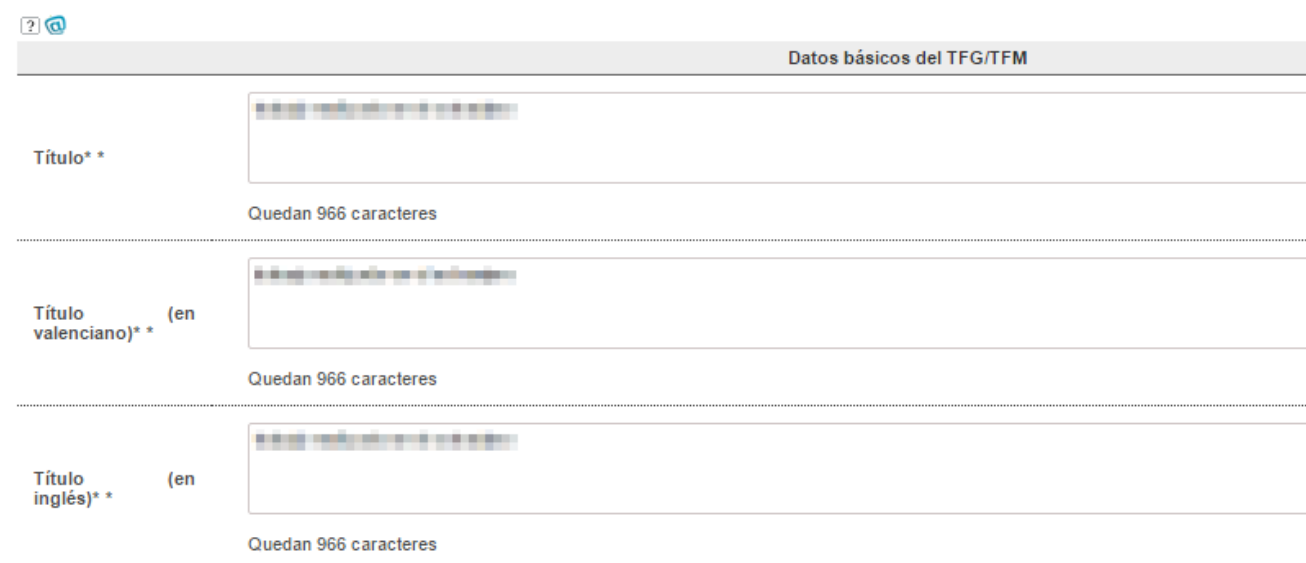 ? @
Datos básicos del TFG/TFM
Título* *
Quedan 966 caracteres
Título (en
valenciano)* *
Quedan 966 caracteres
Título (en
inglés)* *
Quedan 966 caracteres